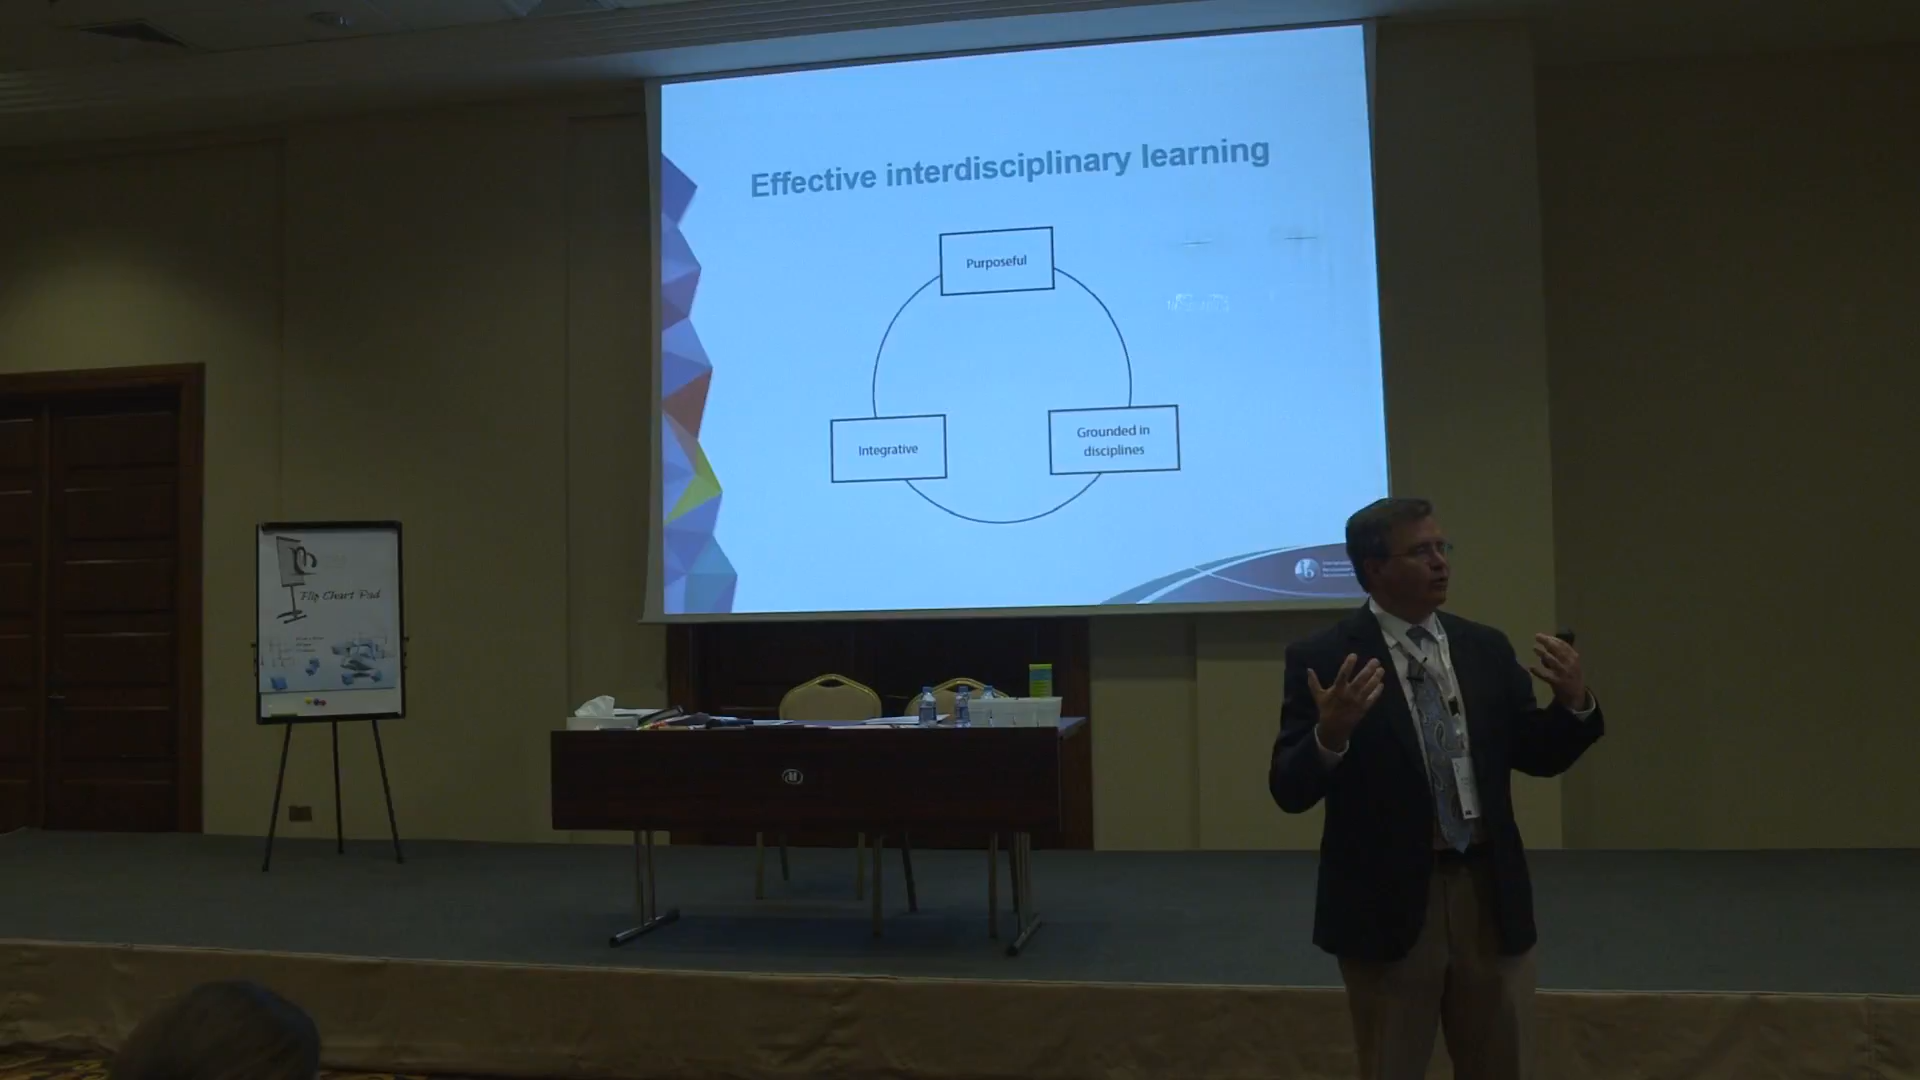 Effective interdisciplinary learning
Purposeful
Integrative
Grounded in
disciplines
Flip Chart Pad